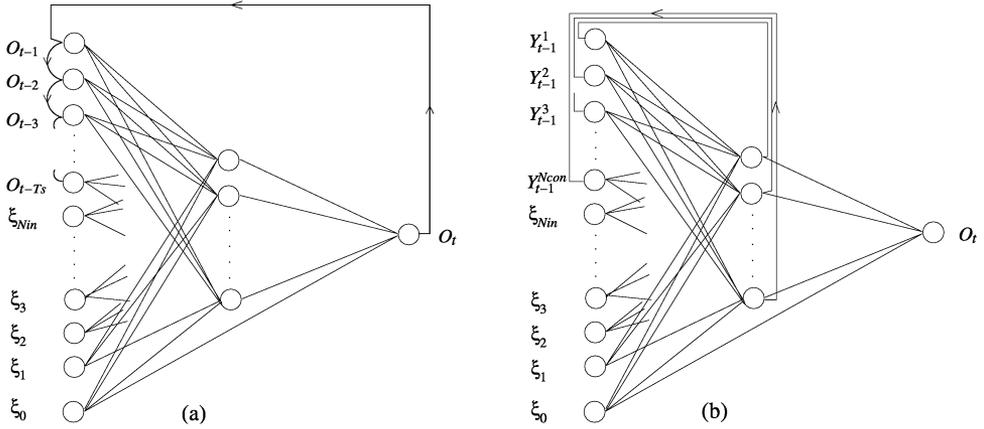 O_{t-1}
O_{t-2}
O_{t-3}
O_{t-Ts}
ξ_{Nin}
ξ_3
ξ_2
ξ_1
ξ_0
O_t
(a)
Y^1_{t-1}
Y^2_{t-1}
Y^3_{t-1}
Y^{Ncon}_{t-1}
ξ_{Nin}
ξ_3
ξ_2
ξ_1
ξ_0
O_t
(b)